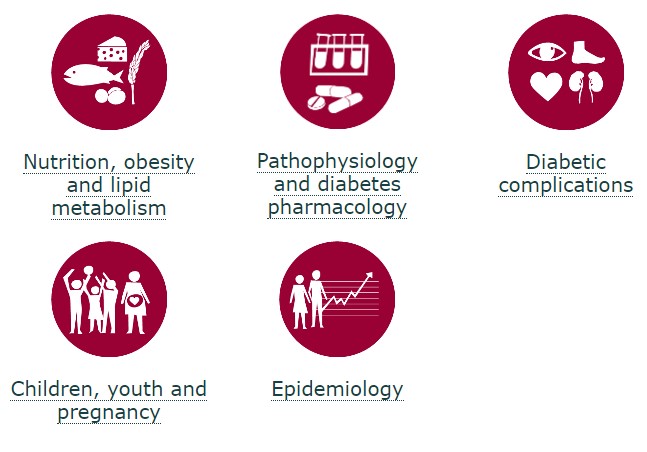 Nutrition, obesity
and lipid
metabolism
Pathophysiology
and diabetes
pharmacology
Diabetic
complications
Children, youth and
pregnancy
Epidemiology